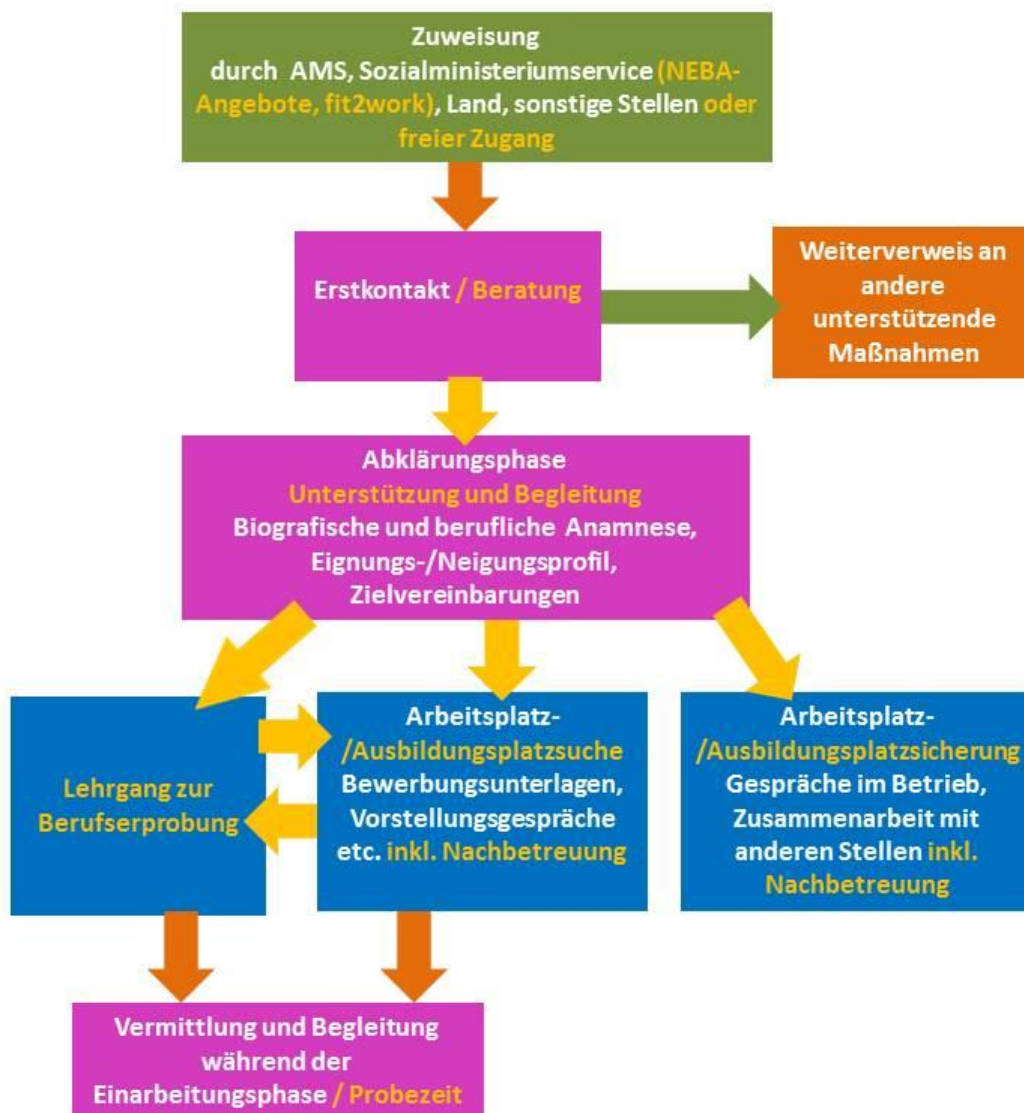 Zuweisung
durch AMS, Sozialministeriumservice (NEBA-
Angebote, fit2work), Land, sonstige Stellen oder
freier Zugang
Erstkontakt / Beratung
Weiterverweis an
andere
unterstützende
Maßnahmen
Abklärungsphase
Unterstützung und Begleitung
Biografische und berufliche Anamnese,
Eignungs-/Neigungsprofil,
Zielvereinbarungen
Lehrgang zur
Berufserprobung
Arbeitsplatz-
/Ausbildungsplatzsuche
Bewerbungsunterlagen,
Vorstellungsgespräche
etc. inkl. Nachbetreuung
Arbeitsplatz-
/Ausbildungsplatzsicherung
Gespräche im Betrieb,
Zusammenarbeit mit
anderen Stellen inkl.
Nachbetreuung
Vermittlung und Begleitung
während der
Einarbeitungsphase / Probezeit